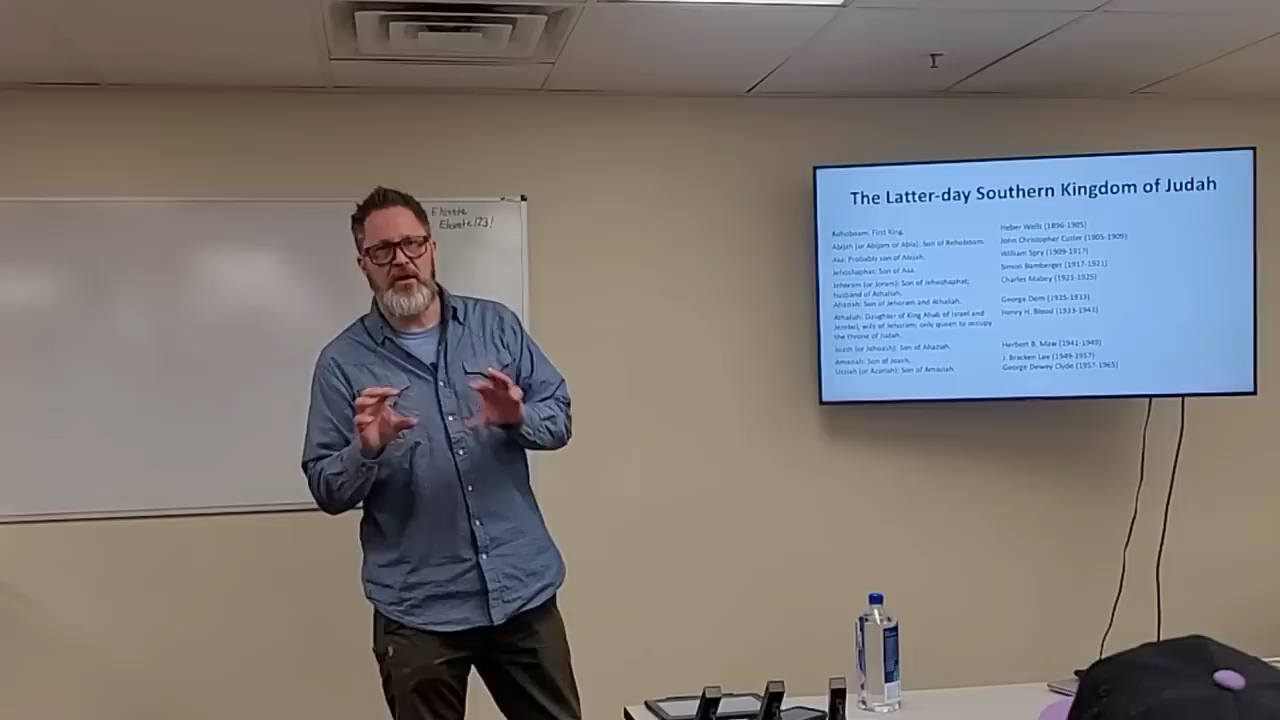 Elevate
Elevate123!
The Latter-day Southern Kingdom of Judah
Rehoboam: First King.
Abijah (or Abijam or Abia): Son of Rehoboam.
Asa: Probably son of Abijah.
Jehoshaphat: Son of Asa.
Jehoram (or Joram): Son of Jehoshaphat;
husband of Athaliah.
Ahaziah: Son of Jehoram and Athaliah.
Athaliah: Daughter of King Ahab of Israel and
Jezebel, wife of Jehoram; only queen to occupy
the throne of Judah.
Joash (or Jehoash): Son of Ahaziah.
Amaziah: Son of Joash.
Uzziah (or Azariah): Son of Amaziah.
Heber Wells (1896-1905)
John Christopher Cutler (1905-1909)
William Spry (1909-1917)
Simon Bamberger (1917-1921)
Charles Mabey (1921-1925)
George Dern (1925-1933)
Henry H. Blood (1933-1941)
Herbert B. Maw (1941-1949)
J. Bracken Lee (1949-1957)
George Dewey Clyde (1957-1965)